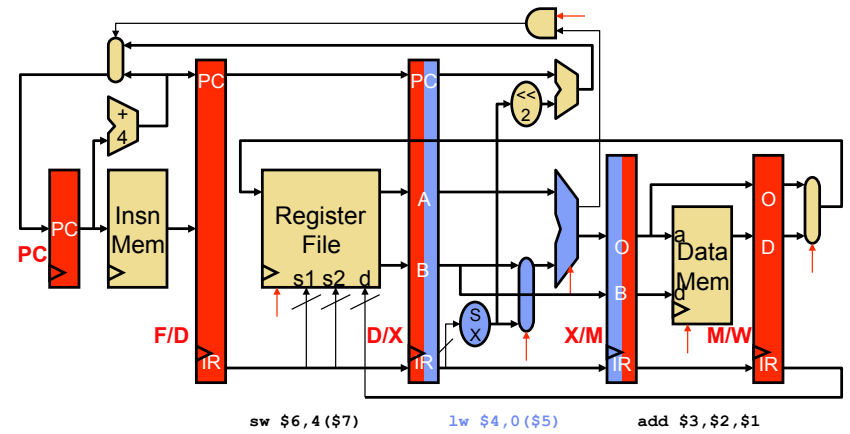 PC
+
4
PC
Insn
Mem
PC
F/D
IR
Register
File
s1 s2 d
PC
A
B
D/X
IR
<<
2
S
X
O
B
X/M
IR
a
Data
Mem
d
O
D
M/W
IR
PC
sw $6,4($7)
lw $4,0($5)
add $3,$2,$1